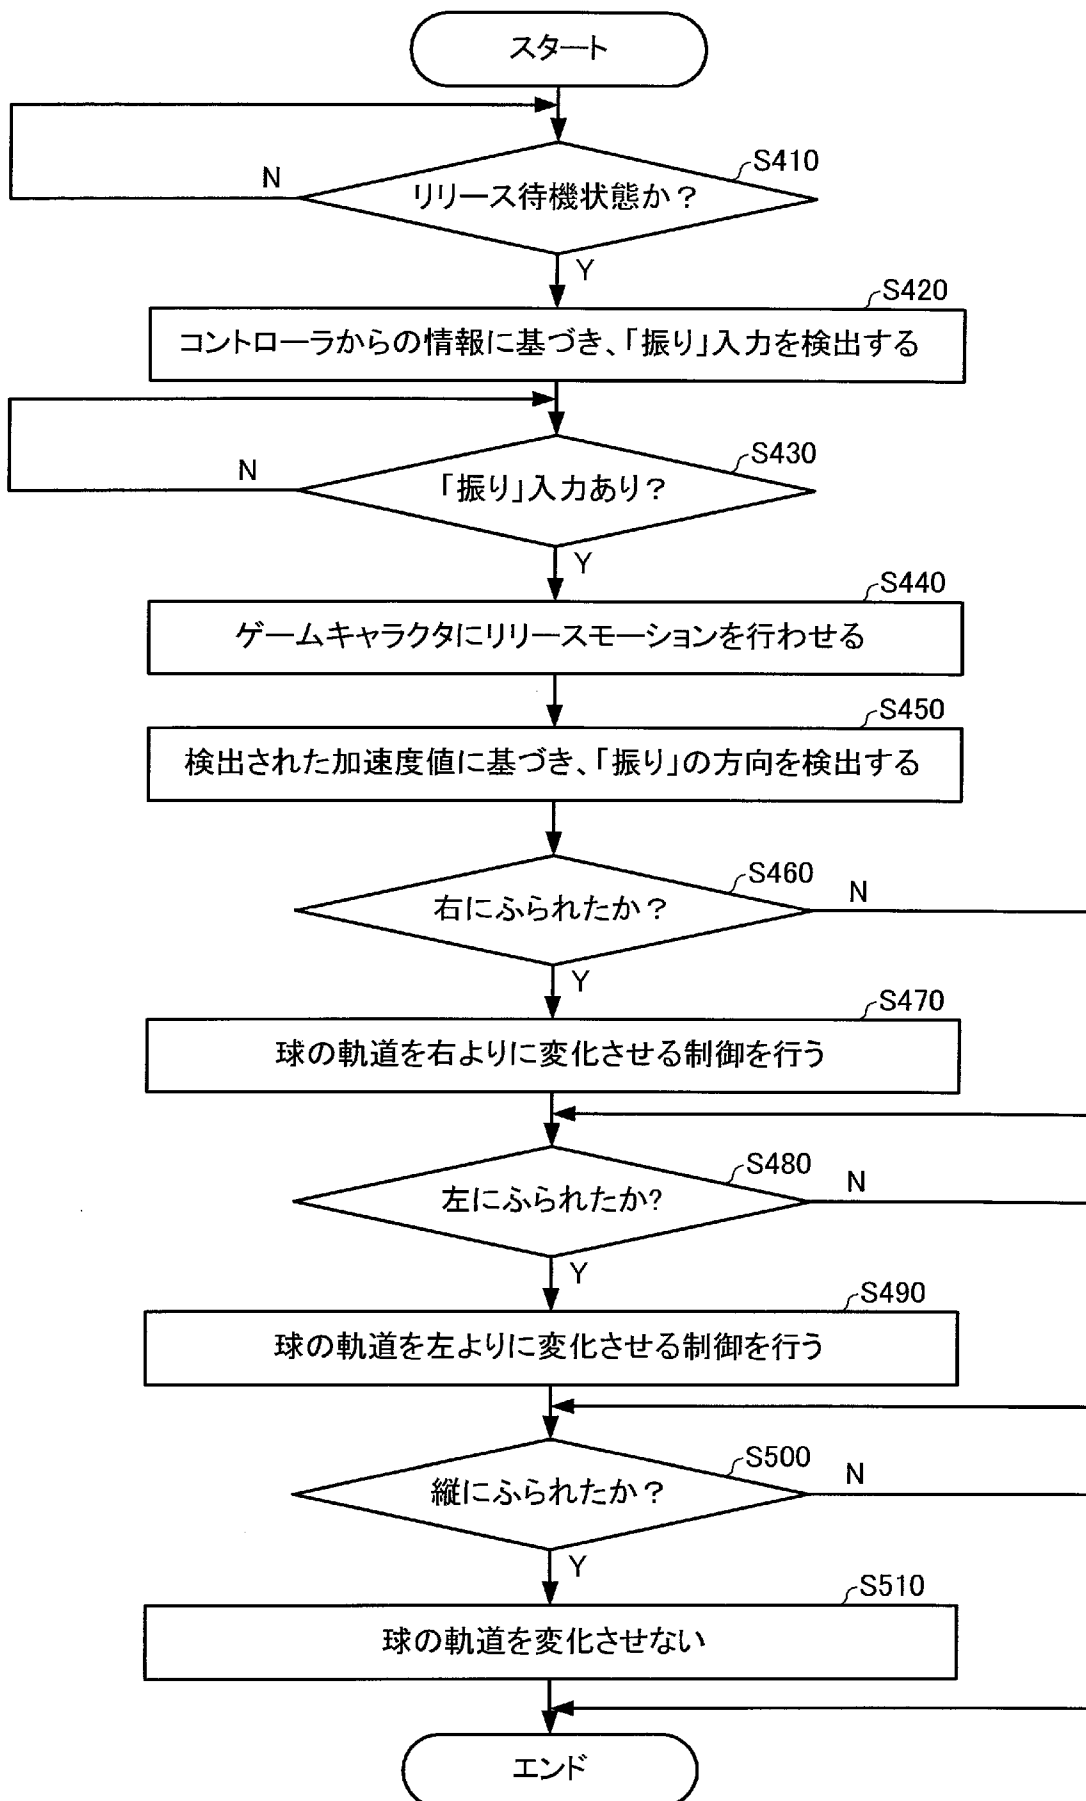 スタート
S410
リリース待機状態か？
N
Y
S420
コントローラからの情報に基づき、「振り」入力を検出する
S430
「振り」入力あり？
N
Y
S440
ゲームキャラクタにリリースモーションを行わせる
S450
検出された加速度値に基づき、「振り」の方向を検出する
S460
右にふられたか？
N
Y
S470
球の軌道を右よりに変化させる制御を行う
S480
左にふられたか?
N
Y
S490
球の軌道を左よりに変化させる制御を行う
S500
縦にふられたか？
N
Y
S510
球の軌道を変化させない
エンド